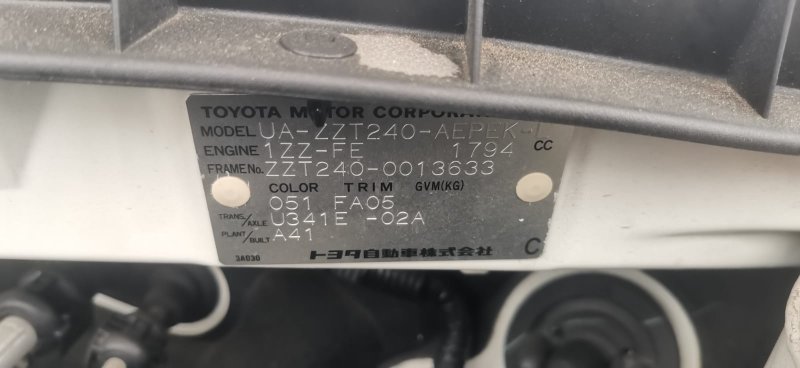 TOYOTA MOTOR CORPORA
MODEL UA-ZZT240-AEPEK-
ENGINE 1ZZ-FE 1794 CC
FRAME No. ZZT240-0013633
COLOR TRIM GVM(KG)
051 FA05
TRANS./AXLE U341E -02A
PLANT/BUILT A41
3A030 トヨタ自動車株式会社 C